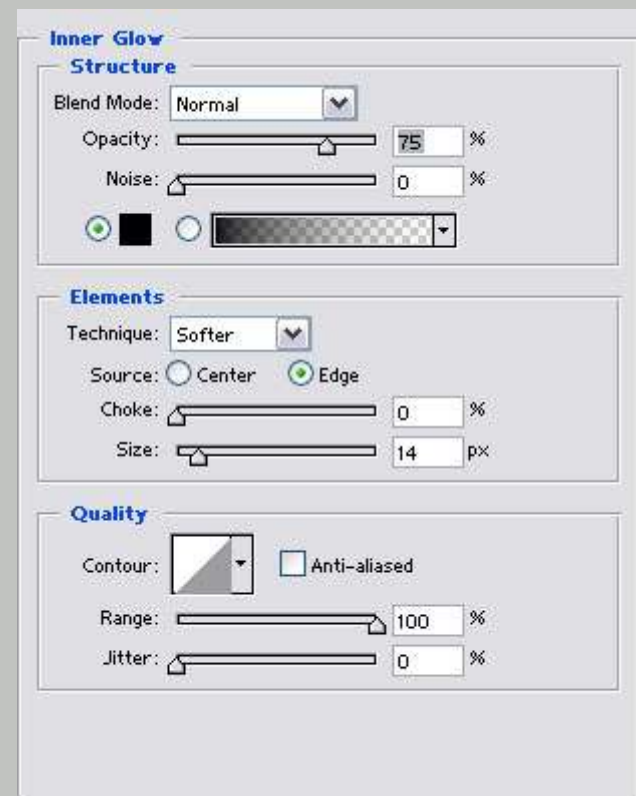 Inner Glow
Structure
Blend Mode: Normal
Opacity: 75 %
Noise: 0 %
Elements
Technique: Softer
Source: Center Edge
Choke: 0 %
Size: 14 px
Quality
Contour: Anti-aliased
Range: 100 %
Jitter: 0 %